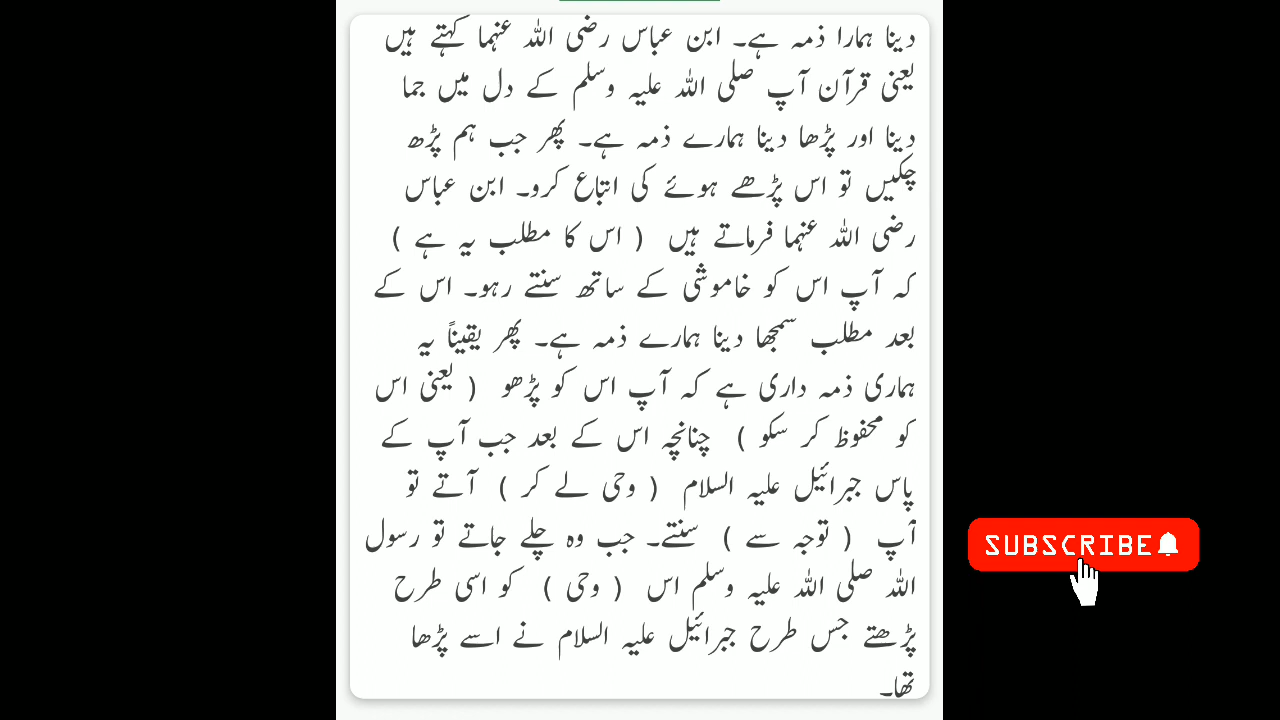 دینا ہمارا ذمہ ہے۔ ابن عباس رضی اللہ عنہما کہتے ہیں
یعنی قرآن آپ صلی اللہ علیہ وسلم کے دل میں جما
دینا اور پڑھا دینا ہمارے ذمہ ہے۔ پھر جب ہم پڑھ
چکیں تو اس پڑھے ہوئے کی اتباع کرو۔ ابن عباس
رضی اللہ عنہما فرماتے ہیں ( اس کا مطلب یہ ہے )
کہ آپ اس کو خاموشی کے ساتھ سنتے رہو۔ اس کے
بعد مطلب سمجھا دینا ہمارے ذمہ ہے۔ پھر یقیناً یہ
ہماری ذمہ داری ہے کہ آپ اس کو پڑھو ( یعنی اس
کو محفوظ کر سکو ) چنانچہ اس کے بعد جب آپ کے
پاس جبرائیل علیہ السلام ( وحی لے کر ) آتے تو
آپ ( توجہ سے ) سنتے۔ جب وہ چلے جاتے تو رسول
اللہ صلی اللہ علیہ وسلم اس ( وحی ) کو اسی طرح
پڑھتے جس طرح جبرائیل علیہ السلام نے اسے پڑھا
تھا۔
SUBSCRIBE